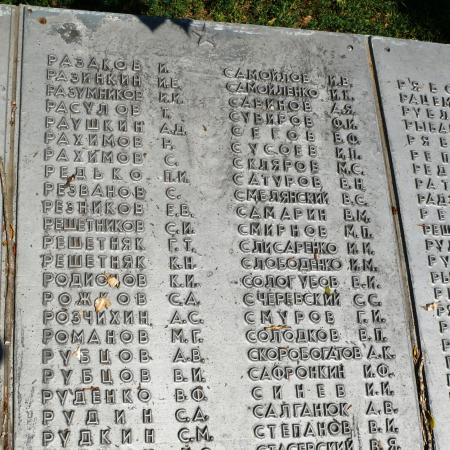 РАЗАКОВ И.
РАЗИНКИН И.Е.
РАЗУМНИКОВ И.И.
РАСУЛОВ Т.
РАУШКИН А.Д.
РАХИМОВ Н.
РАХИМОВ С.
РЕДЬКО П.И.
РЕЗВАНОВ С.
РЕЗНИКОВ Е.В.
РЕШЕТНИКОВ С.И.
РЕШЕТНЯК Г.Т.
РЕШЕТНЯК К.Н.
РОДИОНОВ К.И.
РОЖКОВ С.А.
РОЗЧИХИН А.С.
РОМАНОВ М.Г.
РУБЦОВ А.В.
РУБЦОВ В.И.
РУДЕНКО В.Ф.
РУДИН С.А.
РУДКИН С.М.
САМОЙЛОВ И.В.
САМОЙЛЕНКО И.К.
САВИНОВ А.Я.
СУВИРОВ Ф.И.
СЕГОВ В.Ф.
СУСОЕВ И.П.
СКЛЯРОВ М.С.
САТУРОВ В.Н.
СМЕЛЯНСКИЙ В.С.
САМАРИН В.М.
СМИРНОВ М.П.
СЛИСАРЕНКО И.И.
СЛОБОДЕНКО И.М.
СОЛОГУБОВ В.И.
СЧЕРЕВСКИЙ С.С.
СМУРОВ Г.И.
СОЛОДКОВ В.П.
СКОРОБОГАТОВ А.К.
САФРОНКИН И.Ф.
СИНЕВ И.И.
САЛГАНЮК А.В.
СТЕПАНОВ В.И.
СТАСЕВСКИЙ В.Я.